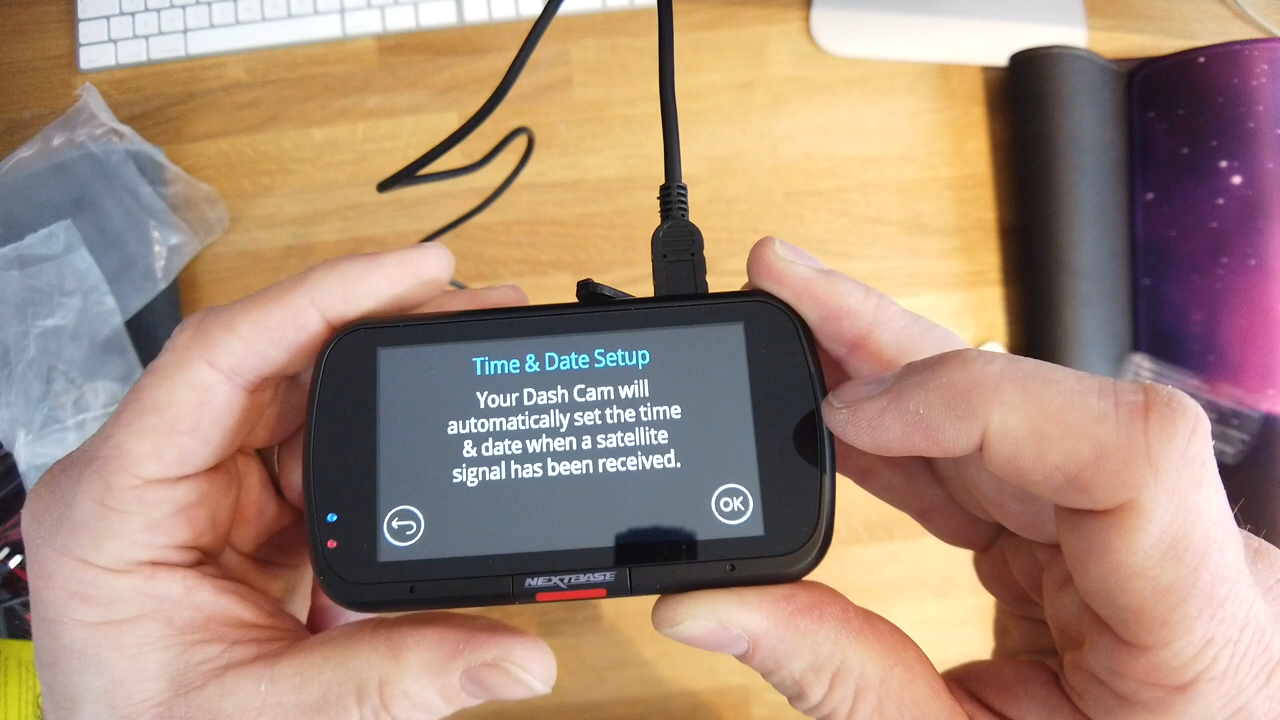 Time & Date Setup
Your Dash Cam will
automatically set the time
& date when a satellite
signal has been received.
OK
NEXTBASE